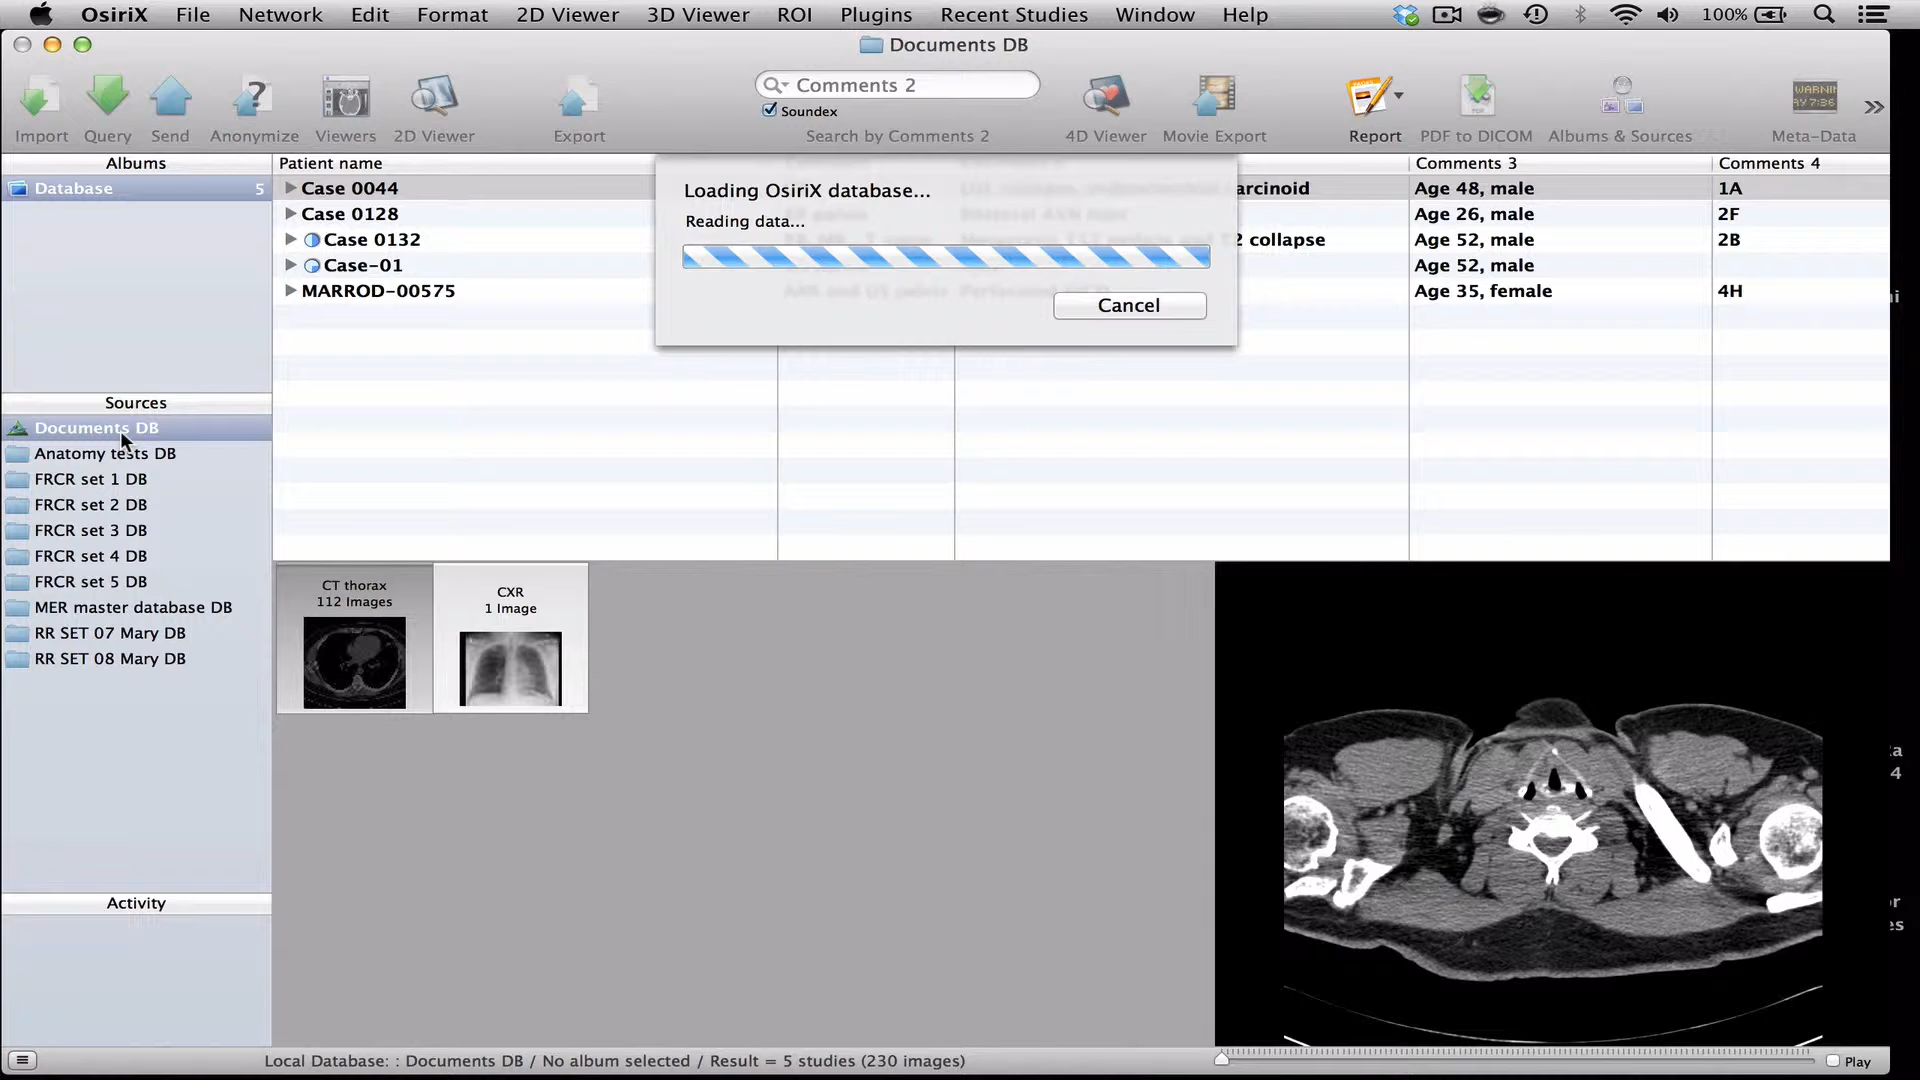 OsiriX File Network Edit Format 2D Viewer 3D Viewer ROI Plugins Recent Studies Window Help 100%
Documents DB
Comments 2
Soundex
Import Query Send Anonymize Viewers 2D Viewer Export Search by Comments 2 4D Viewer Movie Export Report PDF to DICOM Albums & Sources Meta-Data
Albums
Database 5
Sources
Documents DB
Anatomy tests DB
FRCR set 1 DB
FRCR set 2 DB
FRCR set 3 DB
FRCR set 4 DB
FRCR set 5 DB
MER master database DB
RR SET 07 Mary DB
RR SET 08 Mary DB
Activity
Patient name Comments 3 Comments 4
Case 0044 arcinoid Age 48, male 1A
Case 0128 Age 26, male 2F
Case 0132 2 collapse Age 52, male 2B
Case-01 Age 52, male
MARROD-00575 Age 35, female 4H
Loading OsiriX database...
Reading data...
Cancel
CT thorax
112 Images
CXR
1 Image
Local Database: : Documents DB / No album selected / Result = 5 studies (230 images)
Play